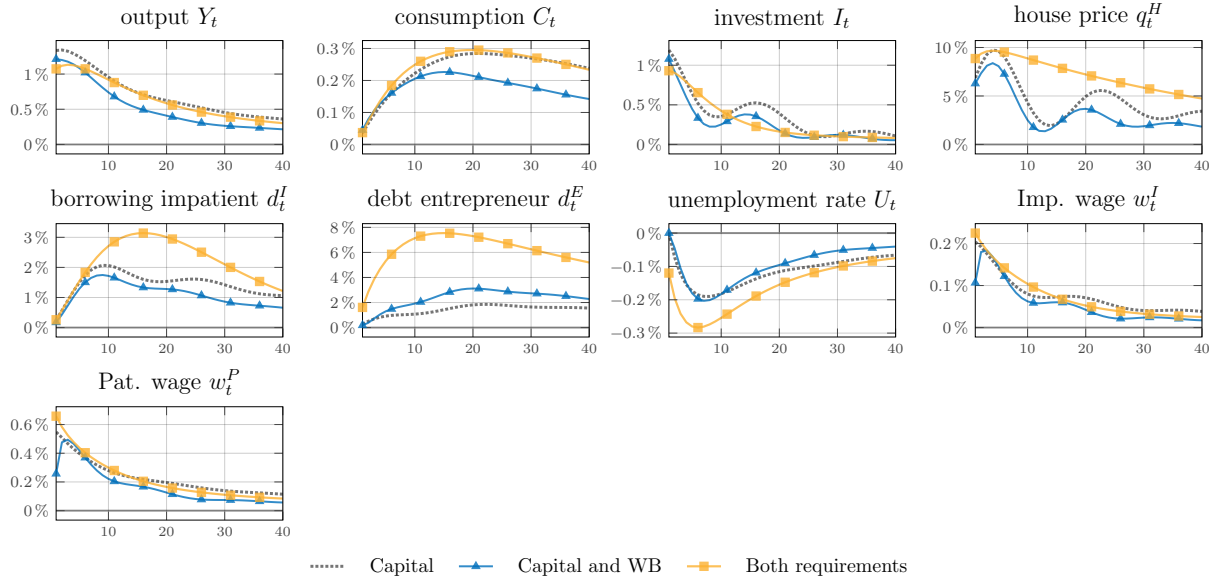 output Y_t
consumption C_t
investment I_t
house price q_t^H
1 %
0.5 %
0 %
10 20 30 40
0.3 %
0.2 %
0.1 %
0 %
10 20 30 40
1 %
0.5 %
0 %
10 20 30 40
10 %
5 %
0 %
10 20 30 40
borrowing impatient d_t^I
debt entrepreneur d_t^E
unemployment rate U_t
Imp. wage w_t^I
3 %
2 %
1 %
0 %
10 20 30 40
8 %
6 %
4 %
2 %
0 %
10 20 30 40
0 %
−0.1 %
−0.2 %
−0.3 %
10 20 30 40
0.2 %
0.1 %
0 %
10 20 30 40
Pat. wage w_t^P
0.6 %
0.4 %
0.2 %
0 %
10 20 30 40
Capital
Capital and WB
Both requirements